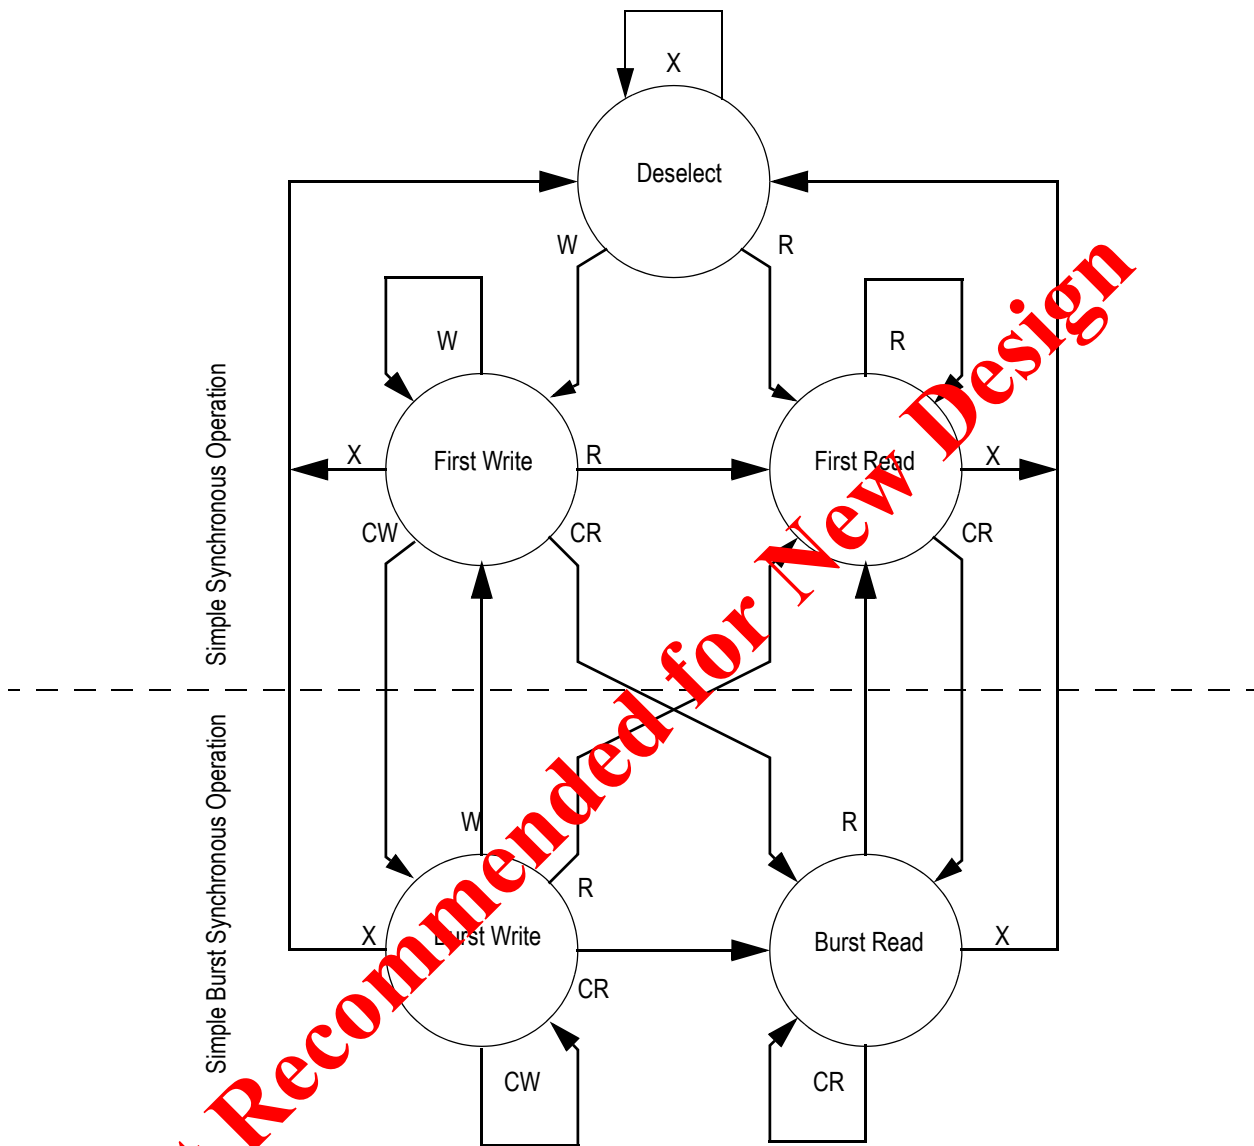 X
Deselect
W
R
W
R
Simple Synchronous Operation
X
First Write
R
First Read
X
CW
CR
CR
W
R
R
Simple Burst Synchronous Operation
X
Burst Write
CR
Burst Read
X
CW
CR
Recommended for New Design